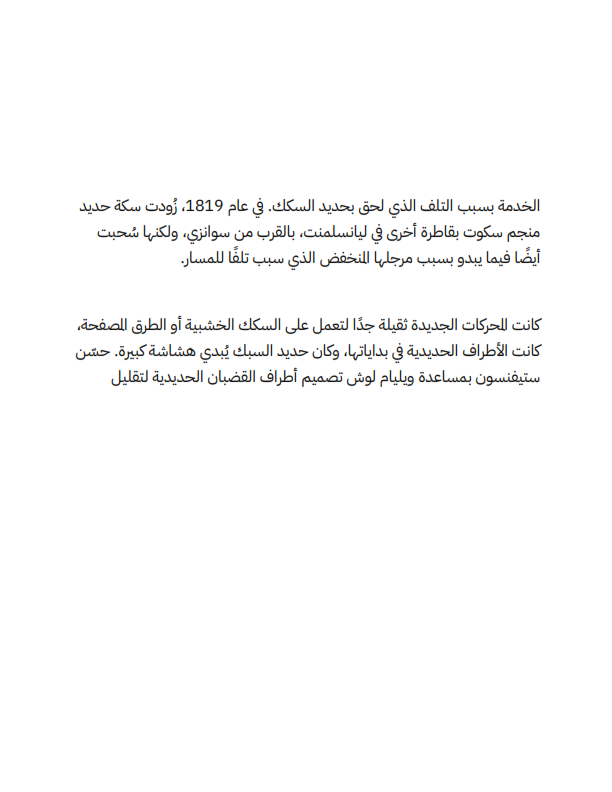 الخدمة بسبب التلف الذي لحق بحديد السكك. في عام 1819، زُودت سكة حديد
منجم سكوت بقاطرة أخرى في ليانسلمنت، بالقرب من سوانزي، ولكنها سُحبت
أيضًا فيما يبدو بسبب مرجلها المنخفض الذي سبب تلفًا للمسار.
كانت المحركات الجديدة ثقيلة جدًا لتعمل على السكك الخشبية أو الطرق المصفحة،
كانت الأطراف الحديدية في بداياتها، وكان حديد السبك يُبدي هشاشة كبيرة. حسّن
ستيفنسون بمساعدة ويليام لوش تصميم أطراف القضبان الحديدية لتقليل